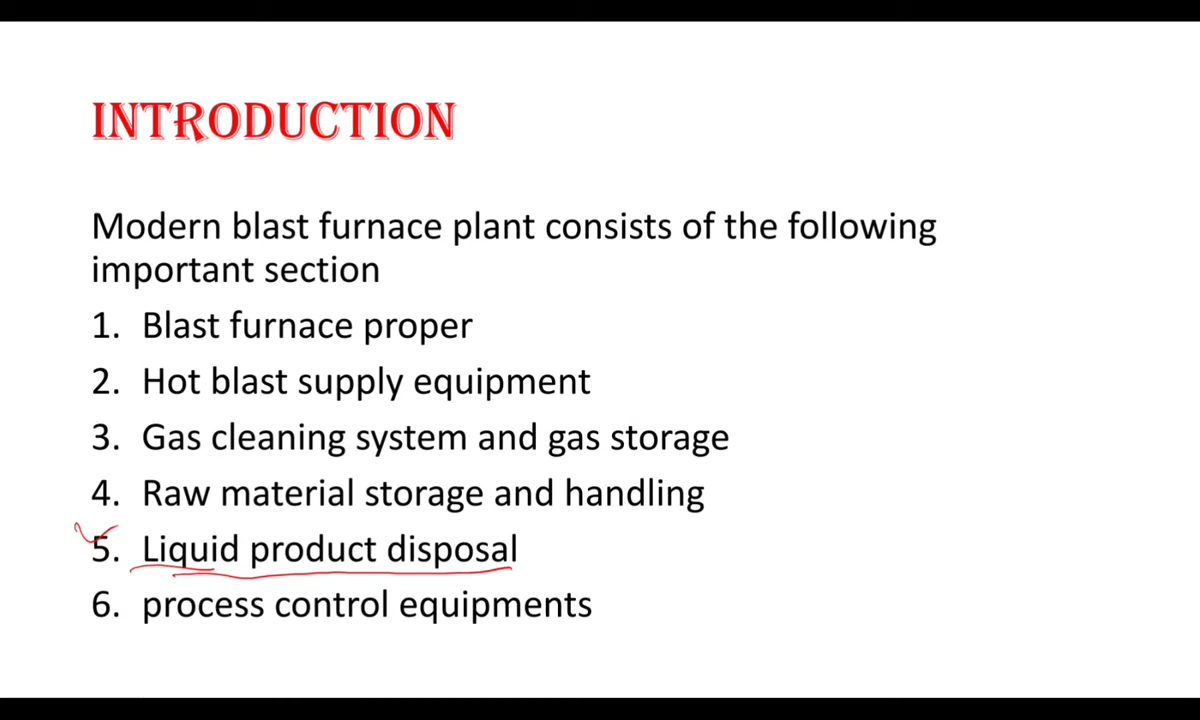 INTRODUCTION
Modern blast furnace plant consists of the following
important section
1. Blast furnace proper
2. Hot blast supply equipment
3. Gas cleaning system and gas storage
4. Raw material storage and handling
5. Liquid product disposal
6. process control equipments